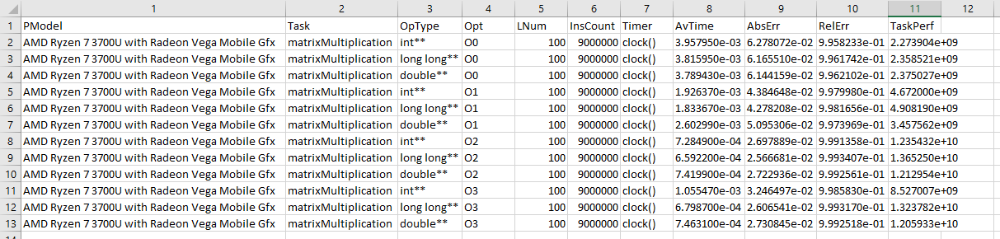 1 2 3 4 5 6 7 8 9 10 11 12
1 PModel Task OpType Opt LNum InsCount Timer AvTime AbsErr RelErr TaskPerf
2 AMD Ryzen 7 3700U with Radeon Vega Mobile Gfx matrixMultiplication int** O0 100 9000000 clock() 3.957950e-03 6.278072e-02 9.958233e-01 2.273904e+09
3 AMD Ryzen 7 3700U with Radeon Vega Mobile Gfx matrixMultiplication long long** O0 100 9000000 clock() 3.815950e-03 6.165510e-02 9.961742e-01 2.358521e+09
4 AMD Ryzen 7 3700U with Radeon Vega Mobile Gfx matrixMultiplication double** O0 100 9000000 clock() 3.789430e-03 6.144159e-02 9.962102e-01 2.375027e+09
5 AMD Ryzen 7 3700U with Radeon Vega Mobile Gfx matrixMultiplication int** O1 100 9000000 clock() 1.926370e-03 4.384648e-02 9.979980e-01 4.672000e+09
6 AMD Ryzen 7 3700U with Radeon Vega Mobile Gfx matrixMultiplication long long** O1 100 9000000 clock() 1.833670e-03 4.278208e-02 9.981656e-01 4.908190e+09
7 AMD Ryzen 7 3700U with Radeon Vega Mobile Gfx matrixMultiplication double** O1 100 9000000 clock() 2.602990e-03 5.095306e-02 9.973969e-01 3.457562e+09
8 AMD Ryzen 7 3700U with Radeon Vega Mobile Gfx matrixMultiplication int** O2 100 9000000 clock() 7.284900e-04 2.697889e-02 9.991358e-01 1.235432e+10
9 AMD Ryzen 7 3700U with Radeon Vega Mobile Gfx matrixMultiplication long long** O2 100 9000000 clock() 6.592200e-04 2.566681e-02 9.993407e-01 1.365250e+10
10 AMD Ryzen 7 3700U with Radeon Vega Mobile Gfx matrixMultiplication double** O2 100 9000000 clock() 7.419900e-04 2.722936e-02 9.992561e-01 1.212954e+10
11 AMD Ryzen 7 3700U with Radeon Vega Mobile Gfx matrixMultiplication int** O3 100 9000000 clock() 1.055470e-03 3.246497e-02 9.985830e-01 8.527009e+09
12 AMD Ryzen 7 3700U with Radeon Vega Mobile Gfx matrixMultiplication long long** O3 100 9000000 clock() 6.798700e-04 2.606541e-02 9.993170e-01 1.323782e+10
13 AMD Ryzen 7 3700U with Radeon Vega Mobile Gfx matrixMultiplication double** O3 100 9000000 clock() 7.463100e-04 2.730845e-02 9.992518e-01 1.205933e+10